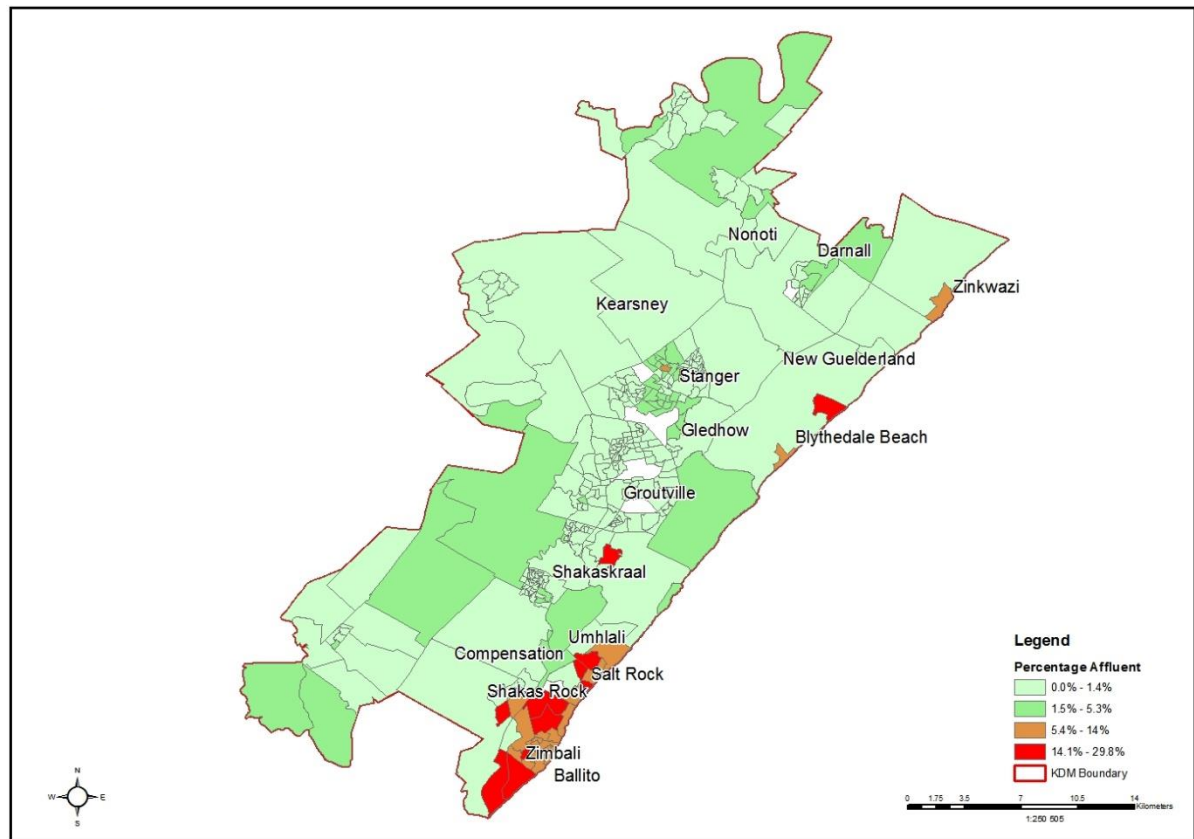 Nonoti
Darnall
Zinkwazi
Kearsney
New Guelderland
Stanger
Gledhow
Blythedale Beach
Groutville
Shakaskraal
Umhlali
Compensation
Salt Rock
Shakas Rock
Zimbali
Ballito
Legend
Percentage Affluent
0.0% - 1.4%
1.5% - 5.3%
5.4% - 14%
14.1% - 29.8%
KDM Boundary
N
W E
S
0 1.75 3.5 7 10.5 14
Kilometers
1:250 505